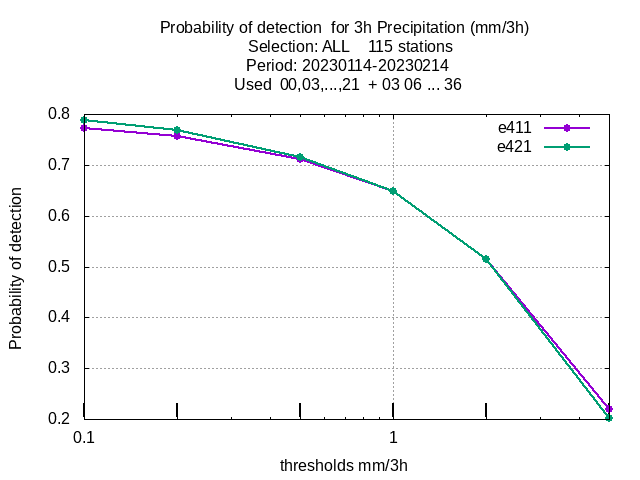 Probability of detection  for 3h Precipitation (mm/3h)
Selection: ALL    115 stations
Period: 20230114-20230214
Used  00,03,...,21  + 03 06 ... 36
e411
e421
0.8
0.7
0.6
0.5
0.4
0.3
0.2
Probability of detection
0.1
1
thresholds mm/3h